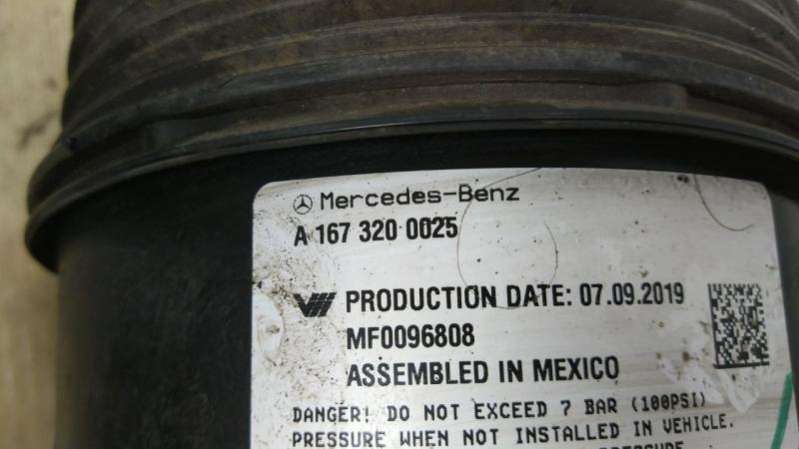 Mercedes-Benz
A 167 320 0025
PRODUCTION DATE: 07.09.2019
MF0096808
ASSEMBLED IN MEXICO
DANGER! DO NOT EXCEED 7 BAR (100PSI)
PRESSURE WHEN NOT INSTALLED IN VEHICLE.